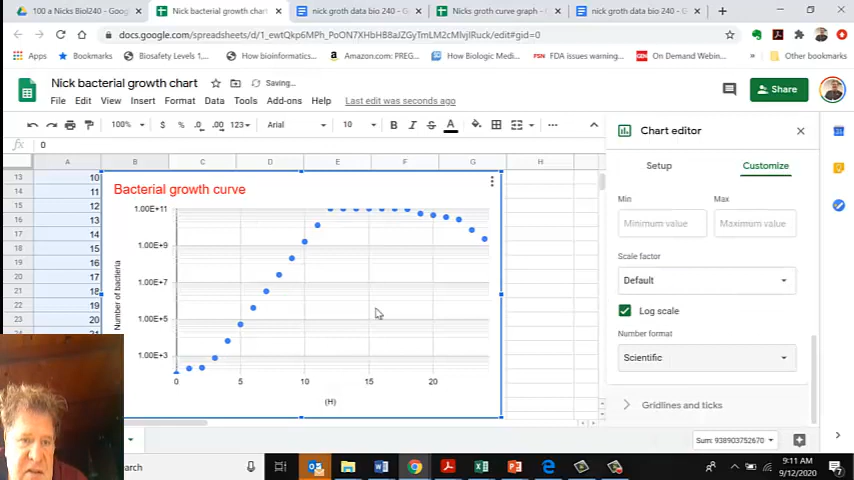 100 a Nicks Biol240 -
Nick bacterial growth chart
nick groth data bio 240 -
Nicks groth curve graph -
nick groth data bio 240 -
docs.google.com/spreadsheets/d/1_ewtQkp6MPh_PON7XHbHB8aJZGyTmLM2cMlvjlRuck/edit#gid=0
Apps
Bookmarks
Biosafety Levels 1,...
How bioinformatics...
Amazon.com: PREG...
How Biologic Medi...
FDA issues warning...
On Demand Webin...
Other bookmarks
Nick bacterial growth chart
Saving...
File Edit View Insert Format Data Tools Add-ons Help Last edit was seconds ago
Share
100% $ % .0 .00 123 Arial 10 B I S A
fx 0
A B C D E F G H
13 10
14 11
15 12
16 13
17 14
18 15
19 16
20 17
21 18
22 19
23 20
Bacterial growth curve
1.00E+11
1.00E+9
1.00E+7
1.00E+5
1.00E+3
Number of bacteria
0 5 10 15 20
(H)
Chart editor
Setup Customize
Min Max
Minimum value Maximum value
Scale factor
Default
Log scale
Number format
Scientific
Gridlines and ticks
Sum: 938903752670
earch
9:11 AM
9/12/2020
7